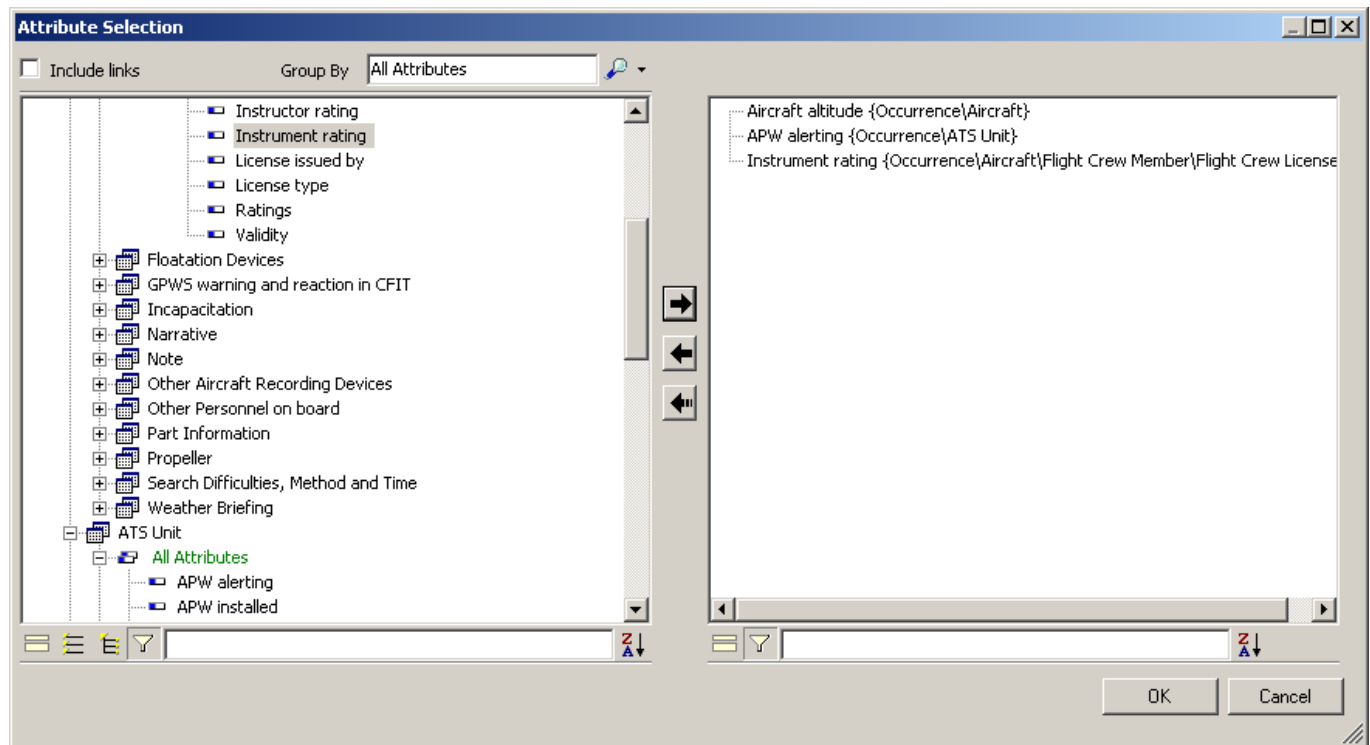 Attribute Selection
Include links
Group By
All Attributes
Instructor rating
Instrument rating
License issued by
License type
Ratings
Validity
Floatation Devices
GPWS warning and reaction in CFIT
Incapacitation
Narrative
Note
Other Aircraft Recording Devices
Other Personnel on board
Part Information
Propeller
Search Difficulties, Method and Time
Weather Briefing
ATS Unit
All Attributes
APW alerting
APW installed
Aircraft altitude {Occurrence\Aircraft}
APW alerting {Occurrence\ATS Unit}
Instrument rating {Occurrence\Aircraft\Flight Crew Member\Flight Crew License
Z
A
Z
A
OK
Cancel